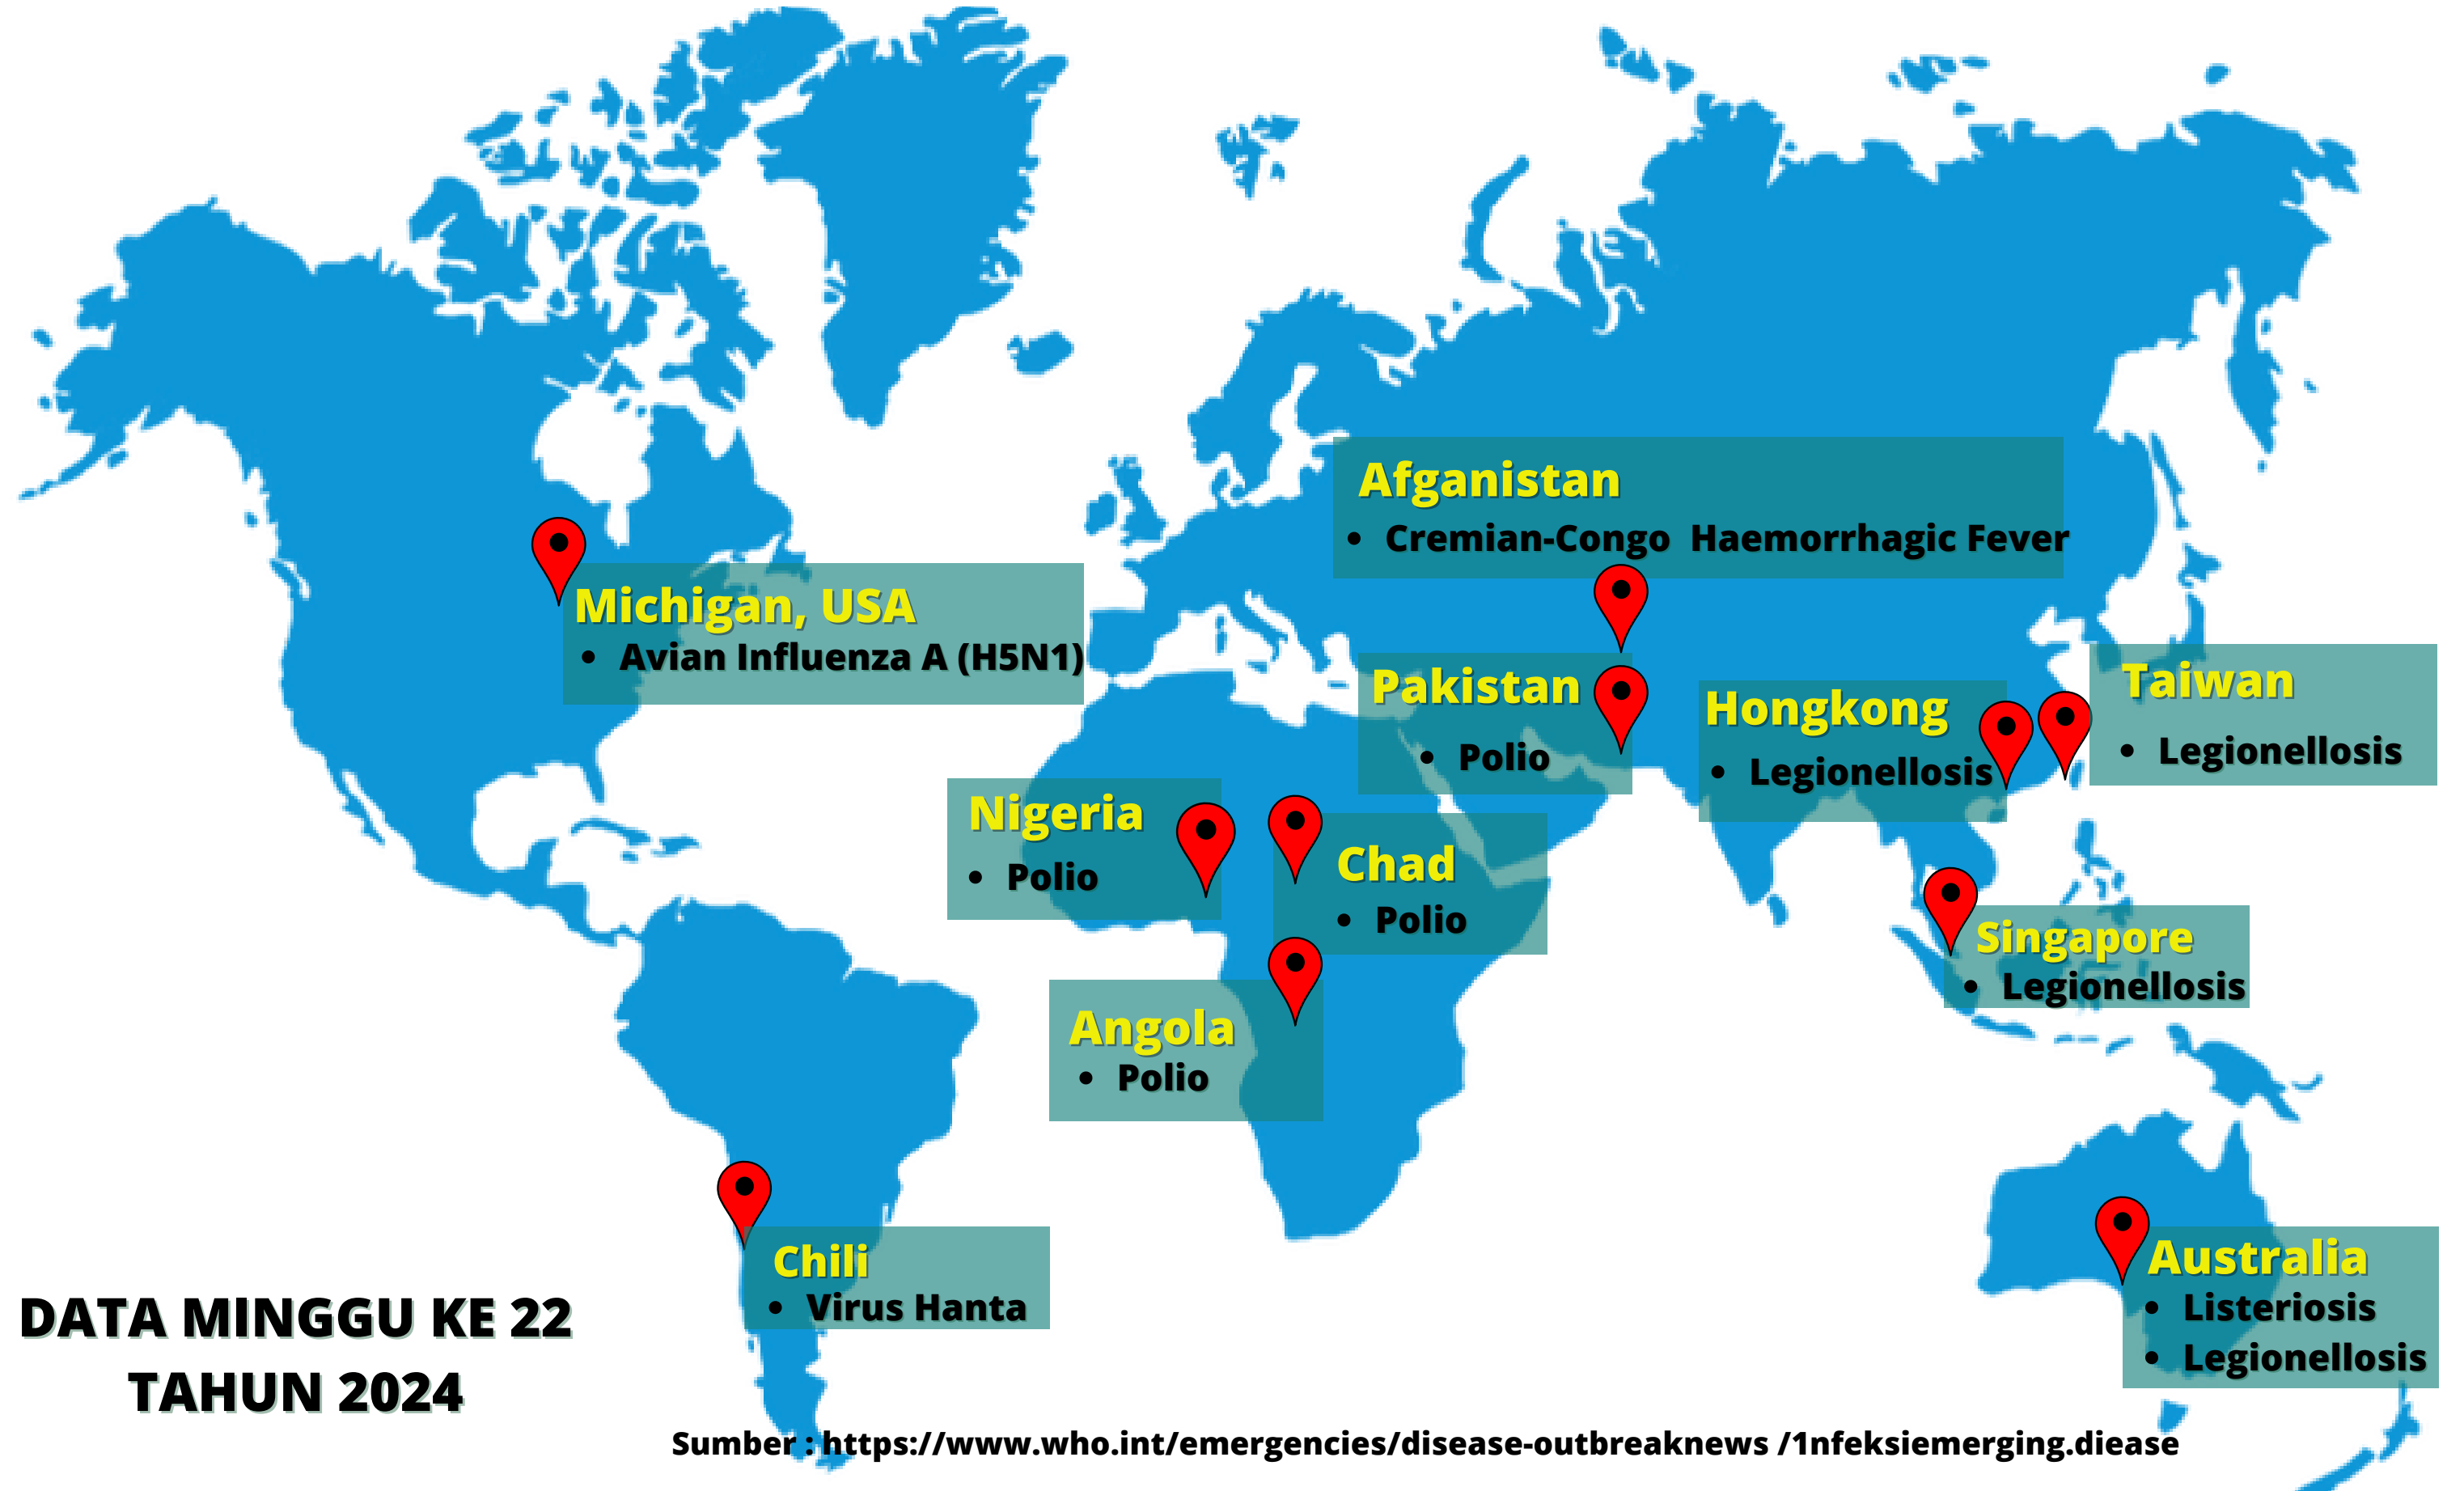 Afganistan
• Cremian-Congo Haemorrhagic Fever
Michigan, USA
• Avian Influenza A (H5N1)
Pakistan
• Polio
Hongkong
• Legionellosis
Taiwan
• Legionellosis
Nigeria
• Polio
Chad
• Polio
Singapore
• Legionellosis
Angola
• Polio
Chili
• Virus Hanta
Australia
• Listeriosis
• Legionellosis
DATA MINGGU KE 22
TAHUN 2024
Sumber : https://www.who.int/emergencies/disease-outbreaknews /1nfeksiemerging.diease